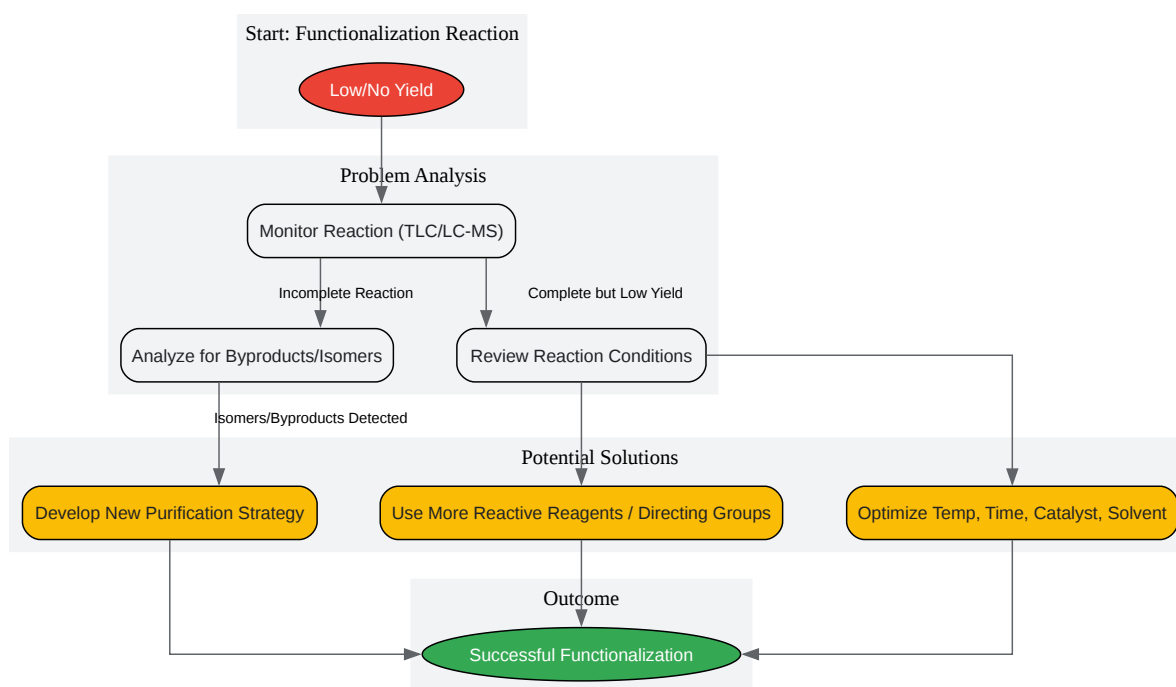 Start: Functionalization Reaction
Low/No Yield
Problem Analysis
Monitor Reaction (TLC/LC-MS)
Incomplete Reaction
Complete but Low Yield
Analyze for Byproducts/Isomers
Review Reaction Conditions
Isomers/Byproducts Detected
Potential Solutions
Develop New Purification Strategy
Use More Reactive Reagents / Directing Groups
Optimize Temp, Time, Catalyst, Solvent
Outcome
Successful Functionalization